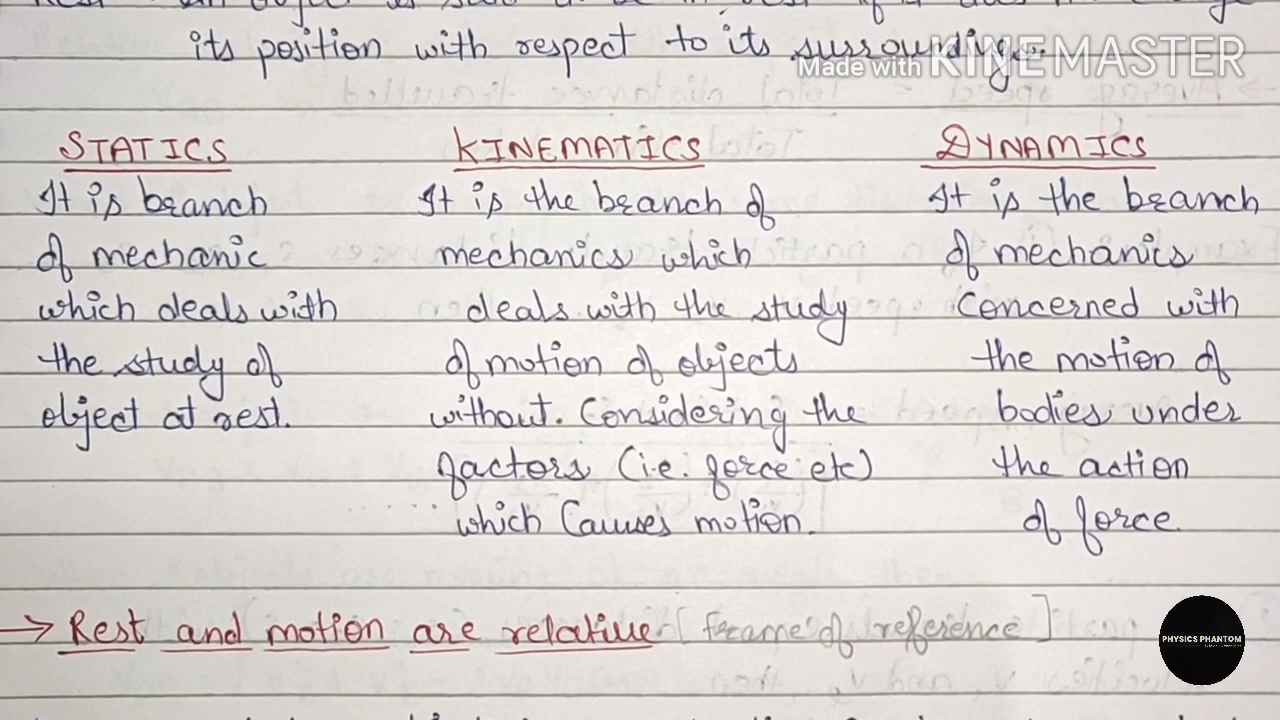 its position with respect to its surroundings.
Made with KINEMASTER
STATICS
It is branch
of mechanic
which deals with
the study of
object at rest.
KINEMATICS
It is the branch of
mechanics which
deals with the study
of motion of objects
without. Considering the
factors (i.e. force etc)
which Causes motion.
DYNAMICS
It is the branch
of mechanics
Concerned with
the motion of
bodies under
the action
of force.
→ Rest and motion are relative [Frame of reference]
PHYSICS PHANTOM